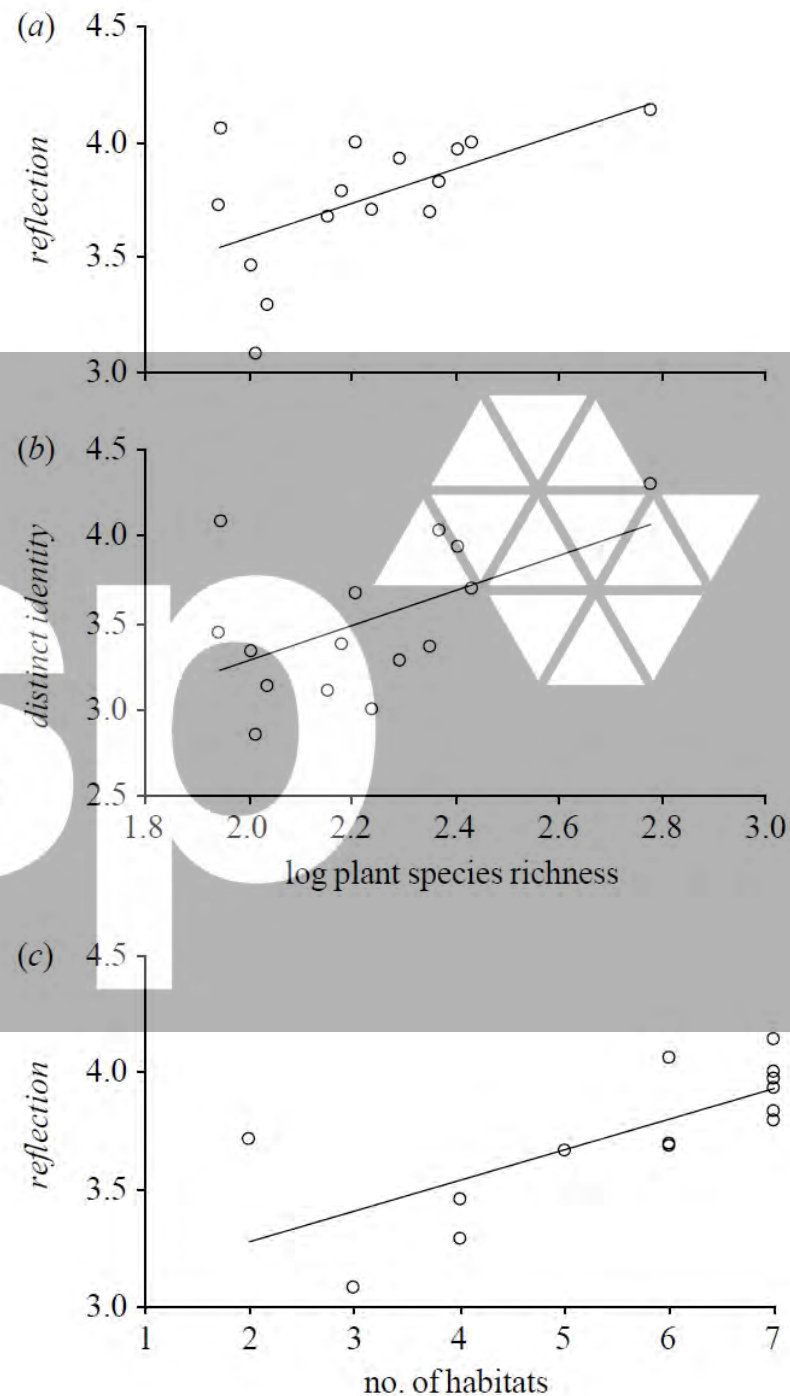 (a)
4.5
4.0
3.5
3.0
reflection
(b)
4.5
4.0
3.5
3.0
2.5
distinct identity
1.8 2.0 2.2 2.4 2.6 2.8 3.0
log plant species richness
(c)
4.5
4.0
3.5
3.0
reflection
1 2 3 4 5 6 7
no. of habitats
sp